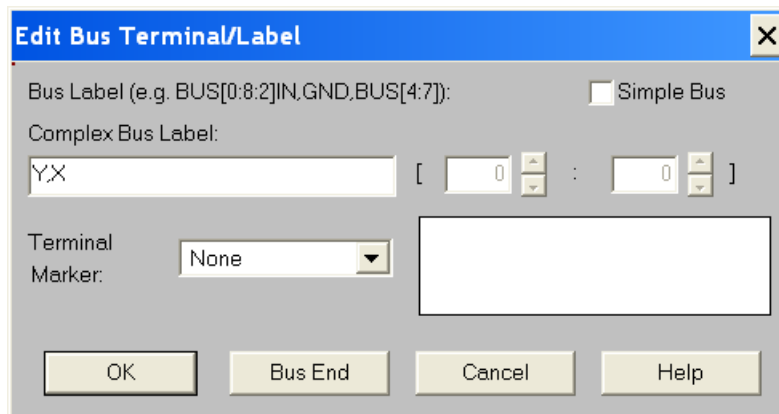 Edit Bus Terminal/Label
Bus Label (e.g. BUS[0:8:2]IN,GND,BUS[4:7]):
Simple Bus
Complex Bus Label:
Y,X
[ 0 : 0 ]
Terminal
Marker:
None
OK
Bus End
Cancel
Help